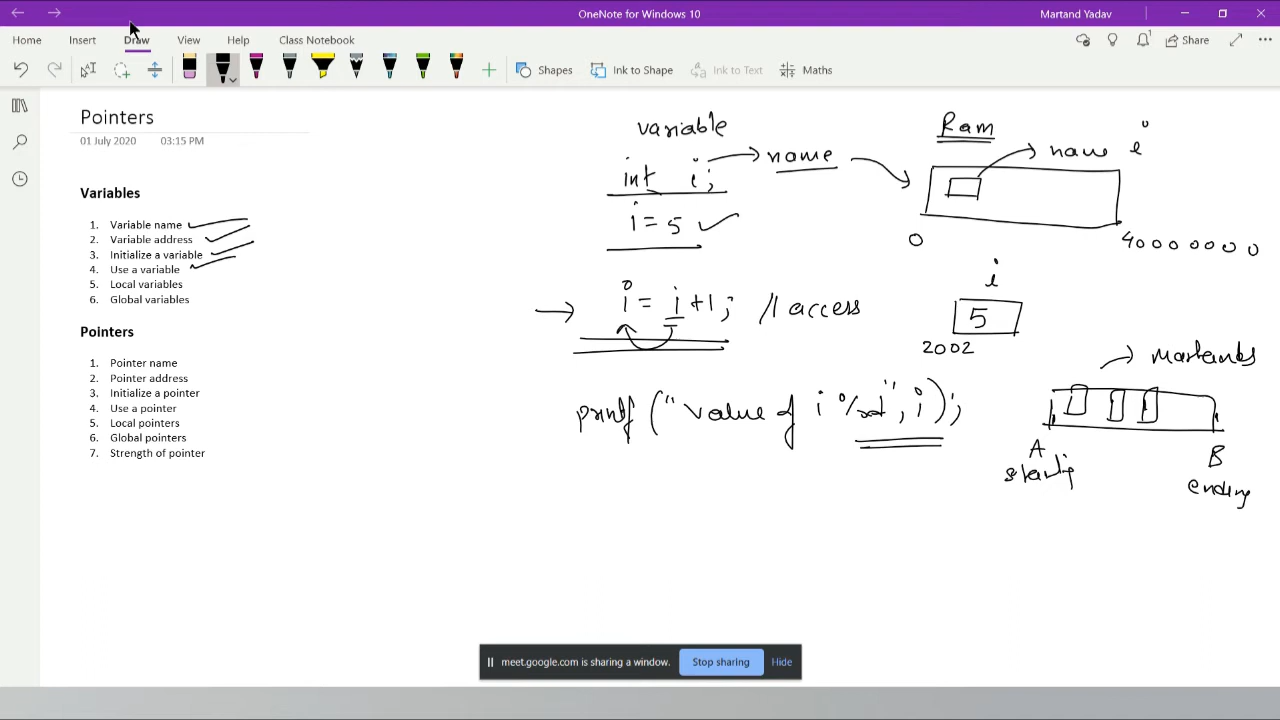 OneNote for Windows 10
Martand Yadav
Home Insert Draw View Help Class Notebook
Share
Shapes Ink to Shape Ink to Text Maths
Pointers
01 July 2020 03:15 PM
Variables
1. Variable name
2. Variable address
3. Initialize a variable
4. Use a variable
5. Local variables
6. Global variables
Pointers
1. Pointer name
2. Pointer address
3. Initialize a pointer
4. Use a pointer
5. Local pointers
6. Global pointers
7. Strength of pointer
variable
int i; name
i = 5
i = i +1; // access
printf ("value of i %d", i);
Ram
name i
0 40000000
i
5
2002
A
starting
B
ending
meet.google.com is sharing a window. Stop sharing Hide